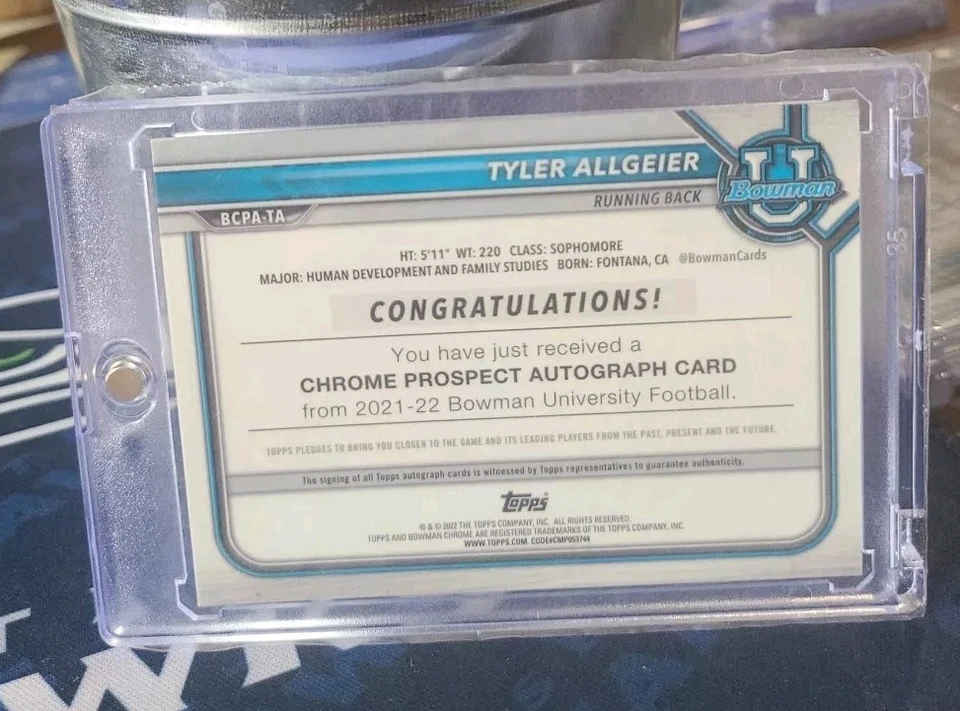 TYLER ALLGEIER
U
Bowman
RUNNING BACK
BCPA-TA
HT: 5'11" WT: 220 CLASS: SOPHOMORE
MAJOR: HUMAN DEVELOPMENT AND FAMILY STUDIES BORN: FONTANA, CA @BowmanCards
CONGRATULATIONS!
You have just received a
CHROME PROSPECT AUTOGRAPH CARD
from 2021-22 Bowman University Football.
TOPPS PLEDGES TO BRING YOU CLOSER TO THE GAME AND ITS LEADING PLAYERS FROM THE PAST, PRESENT AND THE FUTURE.
The signing of all Topps autograph cards is witnessed by Topps representatives to guarantee authenticity.
Topps
® & © 2022 THE TOPPS COMPANY, INC. ALL RIGHTS RESERVED.
TOPPS AND BOWMAN CHROME ARE REGISTERED TRADEMARKS OF THE TOPPS COMPANY, INC
WWW.TOPPS.COM. CODE#CMP053744
35